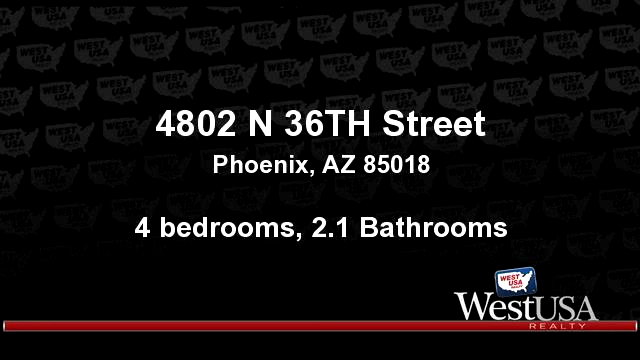 4802 N 36TH Street
Phoenix, AZ 85018
4 bedrooms, 2.1 Bathrooms
WEST
USA
WestUSA
REALTY